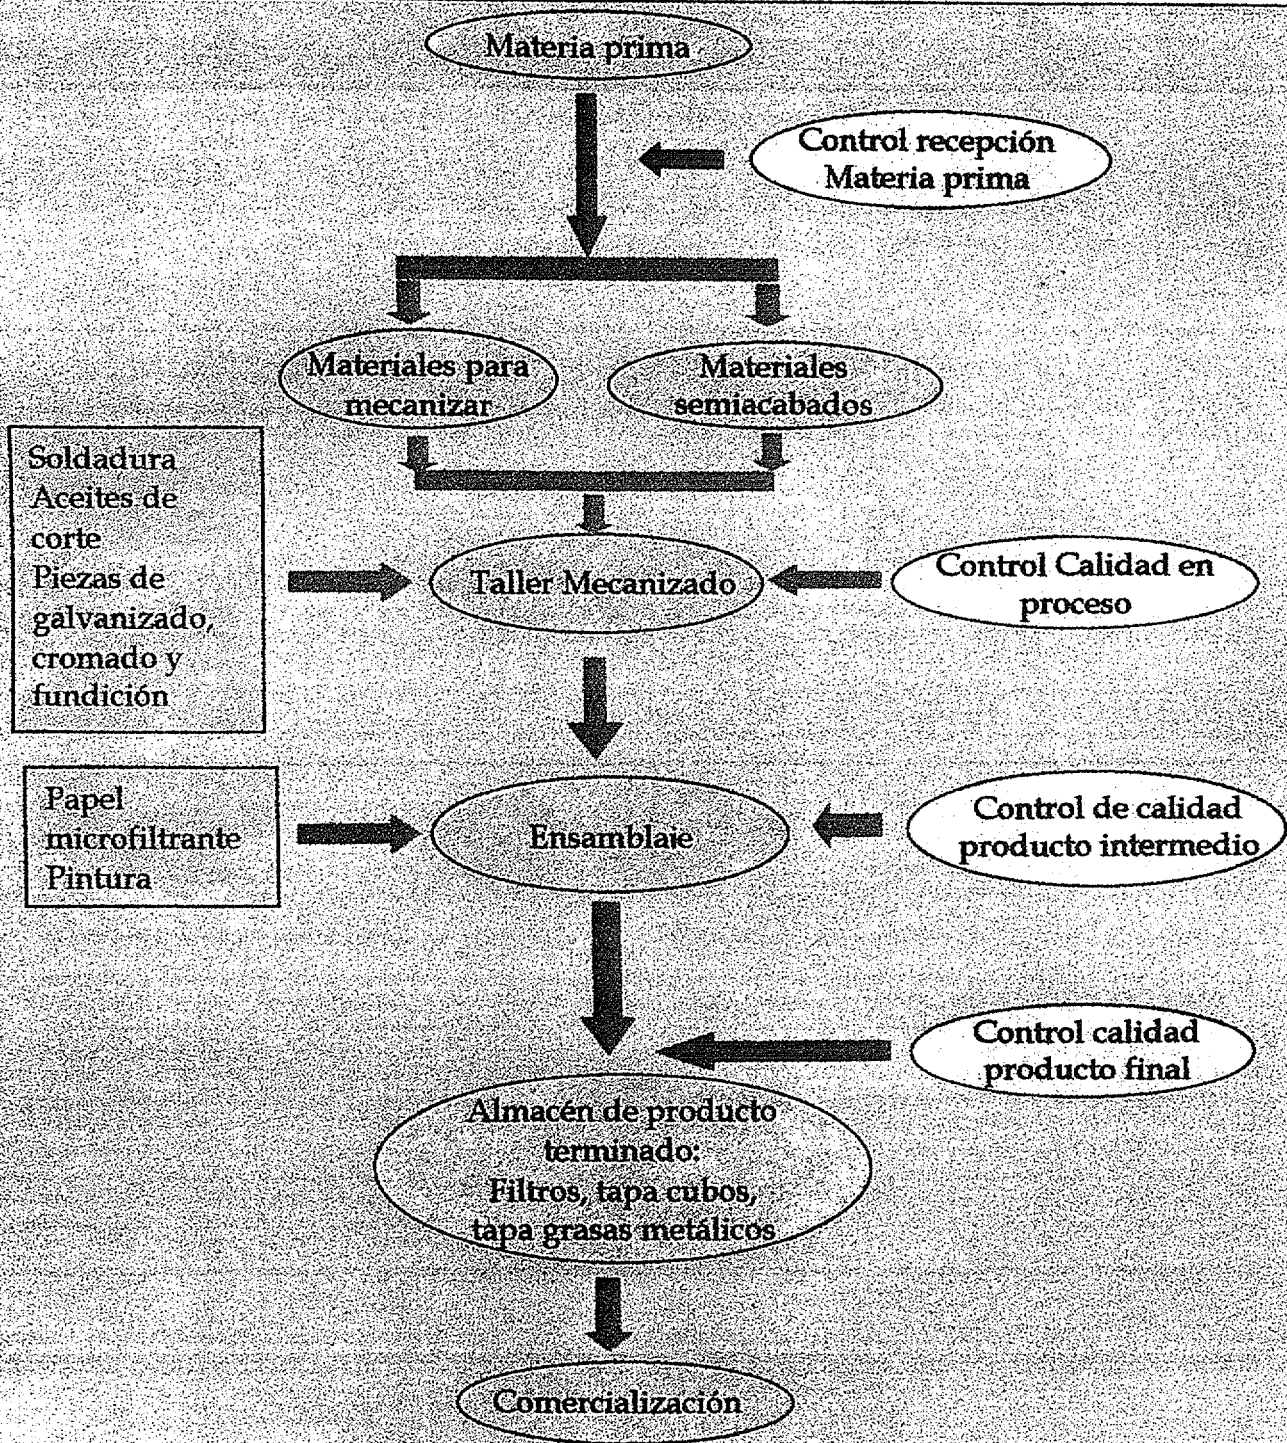 Materia prima
Control recepción
Materia prima
Materiales para
mecanizar
Materiales
semiacabados
Soldadura
Aceites de
corte
Piezas de
galvanizado,
cromado y
fundición
Taller Mecanizado
Control Calidad en
proceso
Papel
microfiltrante
Pintura
Ensamblaje
Control de calidad
producto intermedio
Control calidad
producto final
Almacén de producto
terminado:
Filtros, tapa cubos,
tapa grasas metálicos
Comercialización